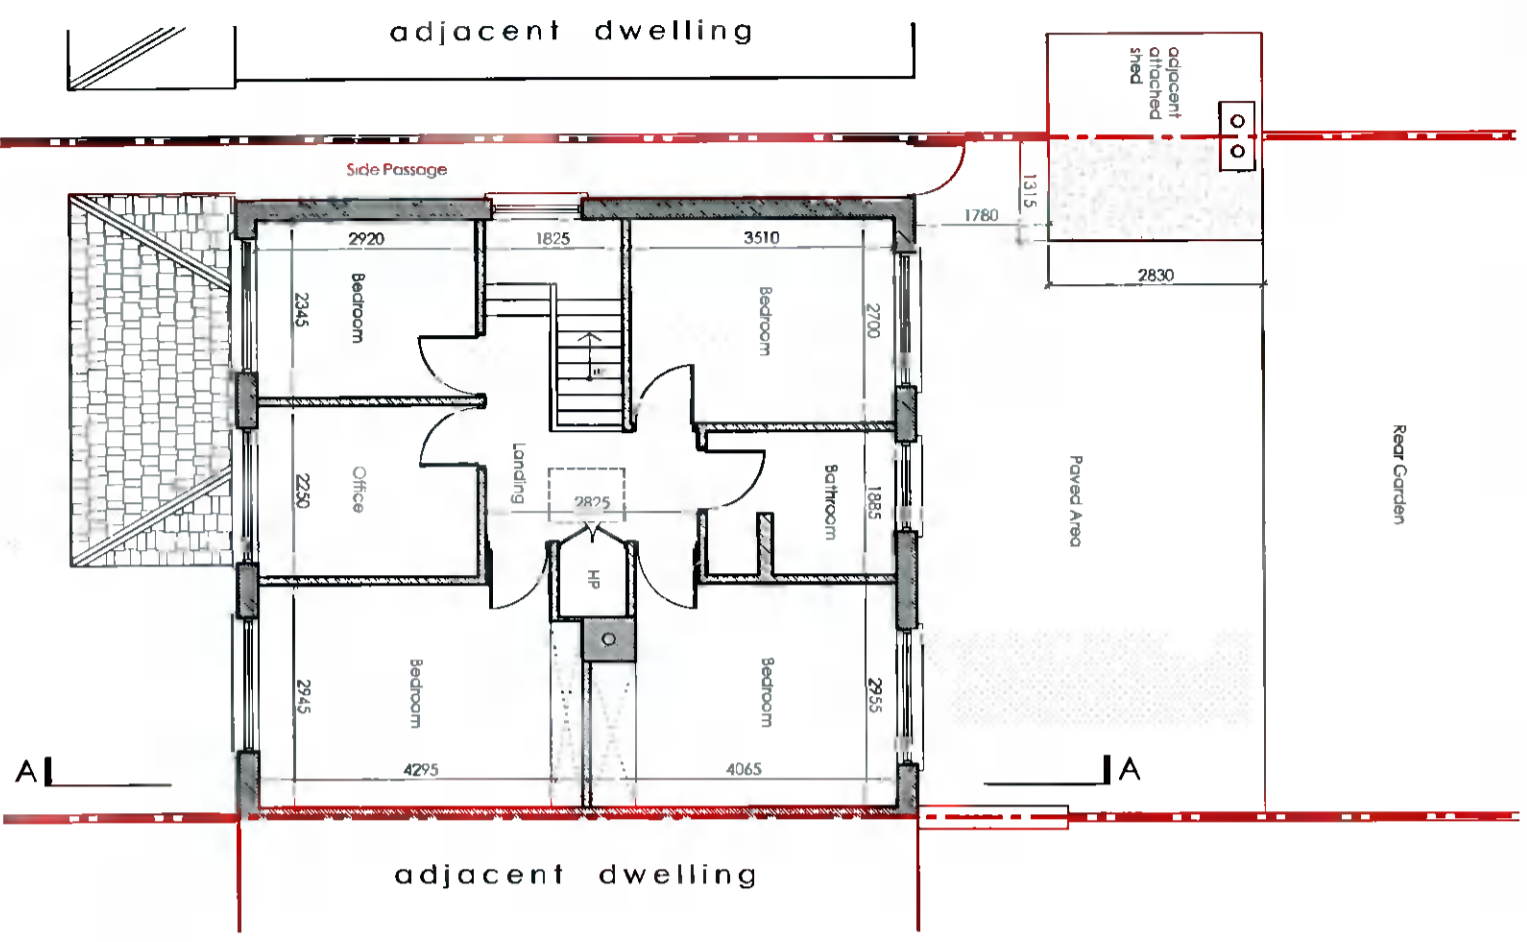 adjacent dwelling
adjacent
attached
shed
Side Passage
1315
1780
2830
2920
1825
3510
Bedroom
2345
Bedroom
2700
Office
2250
Landing
2825
Bathroom
1885
Paved Area
Rear Garden
HP
Bedroom
2945
Bedroom
2955
4295
4065
A
A
adjacent dwelling